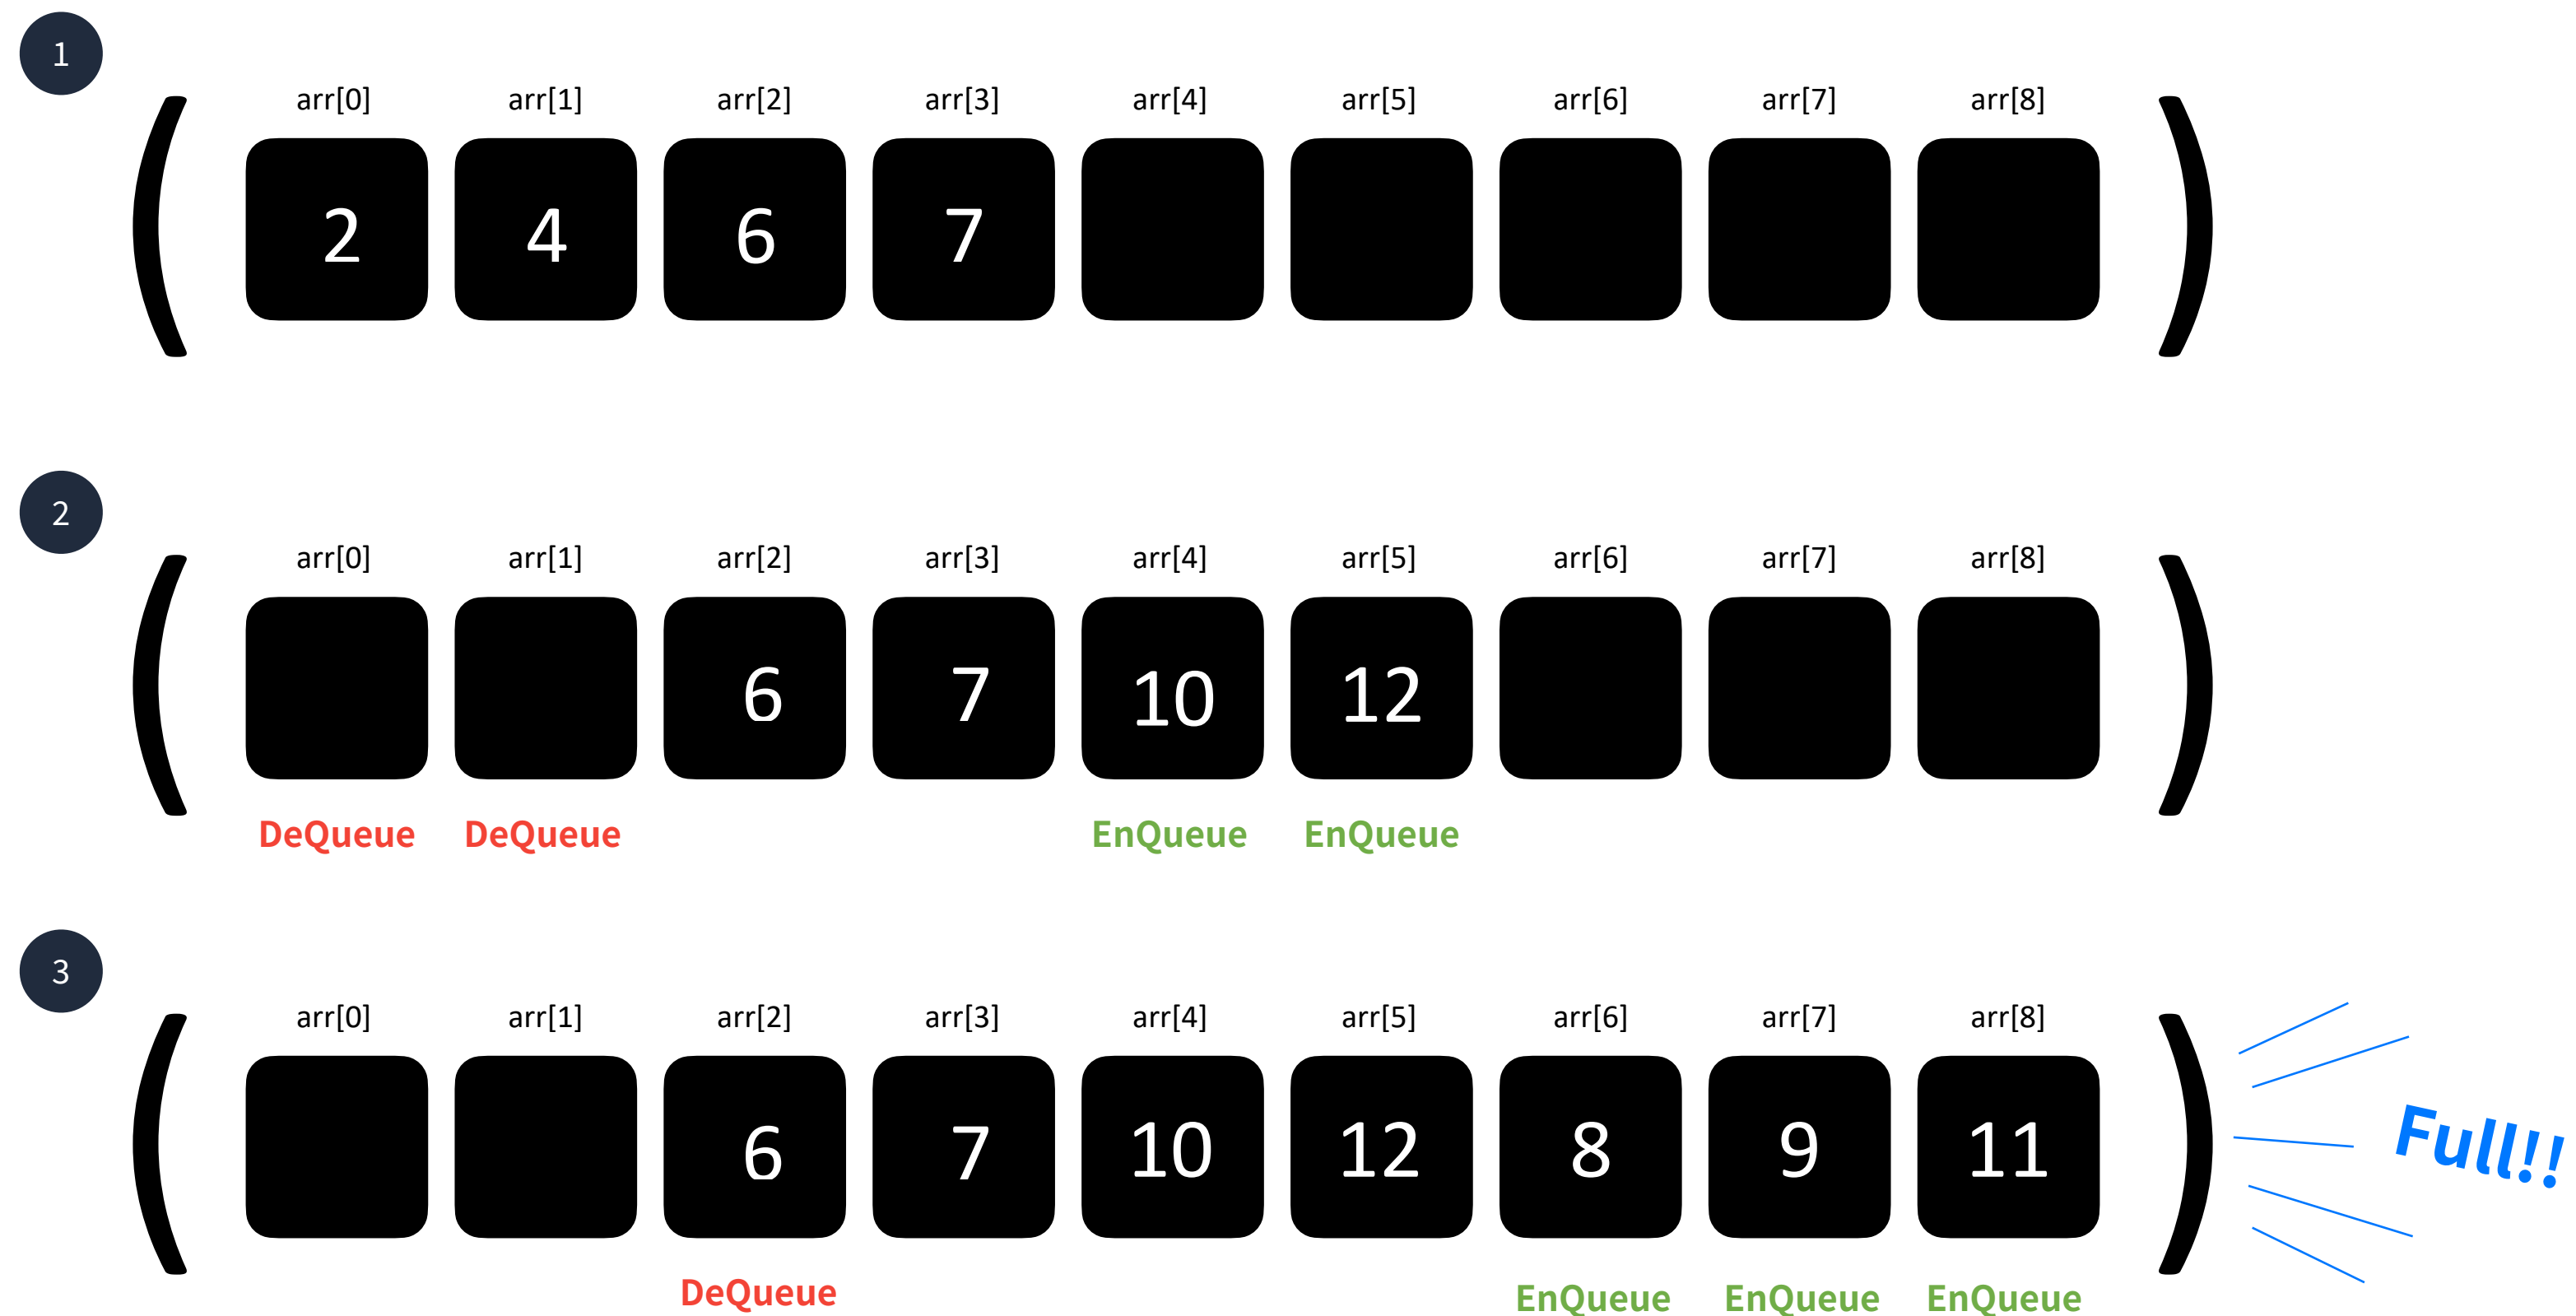 1
arr[0] arr[1] arr[2] arr[3] arr[4] arr[5] arr[6] arr[7] arr[8]
2 4 6 7
2
arr[0] arr[1] arr[2] arr[3] arr[4] arr[5] arr[6] arr[7] arr[8]
6 7 10 12
DeQueue DeQueue EnQueue EnQueue
3
arr[0] arr[1] arr[2] arr[3] arr[4] arr[5] arr[6] arr[7] arr[8]
6 7 10 12 8 9 11
Full!!
DeQueue EnQueue EnQueue EnQueue